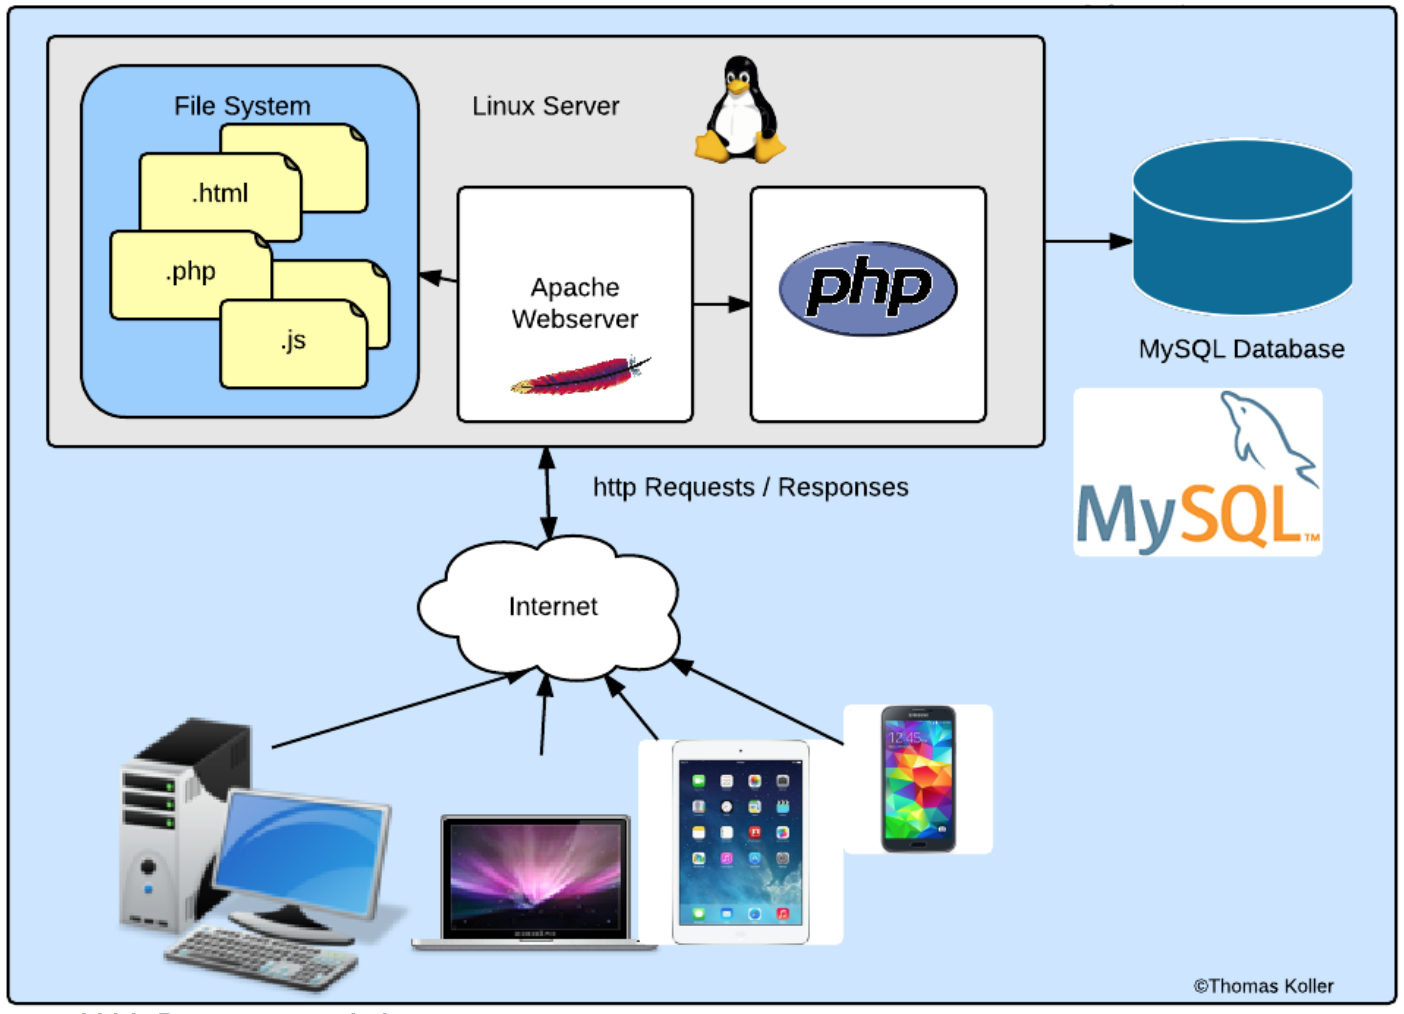 File System
Linux Server
.html
.php
.js
Apache
Webserver
php
MySQL Database
MySQL™
http Requests / Responses
Internet
12:45
©Thomas Koller